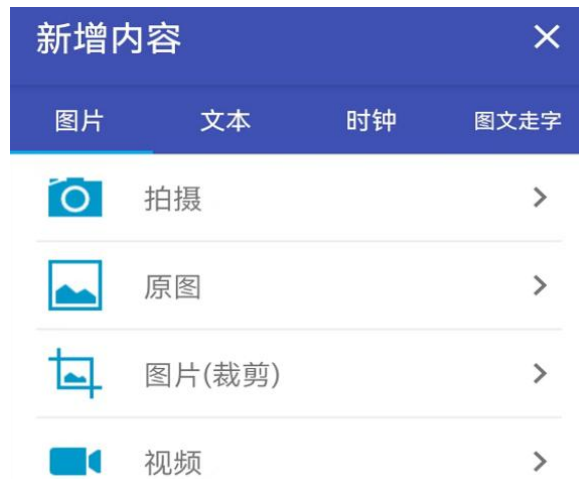 新增内容
图片 文本 时钟 图文走字
拍摄
原图
图片(裁剪)
视频